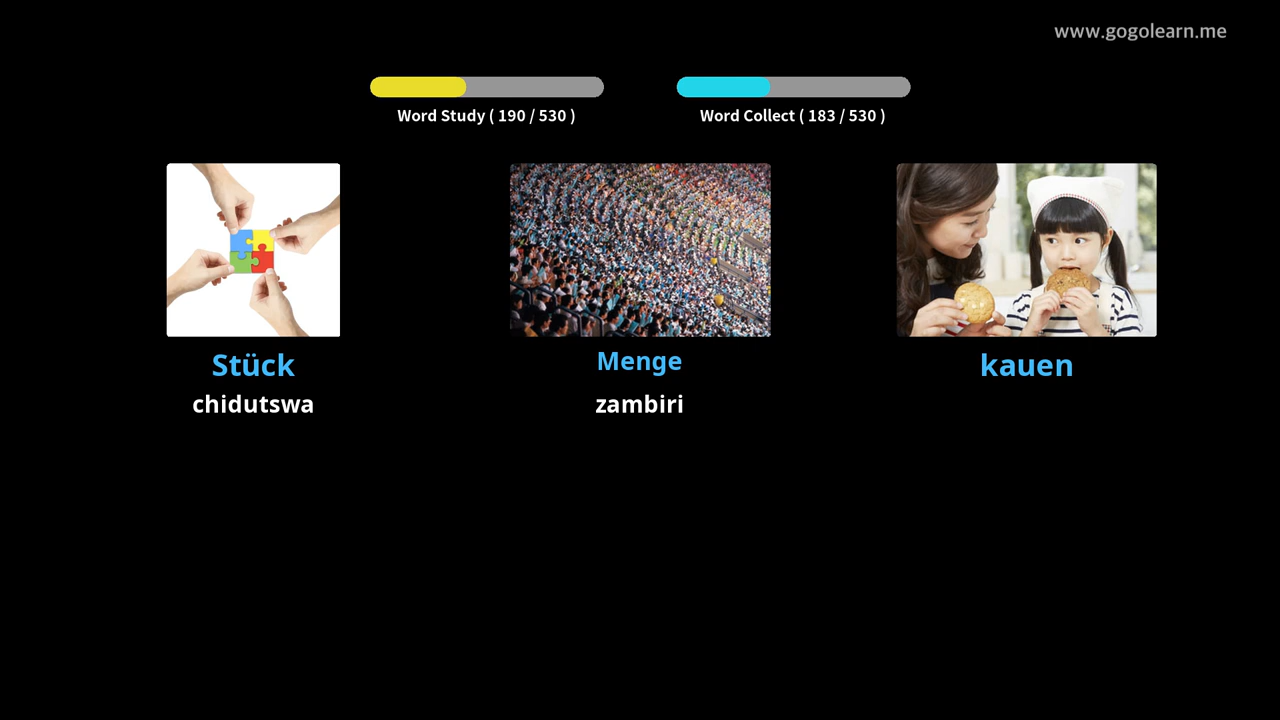 www.gogolearn.me
Word Study ( 190 / 530 )
Word Collect ( 183 / 530 )
Stück
chidutswa
Menge
zambiri
kauen